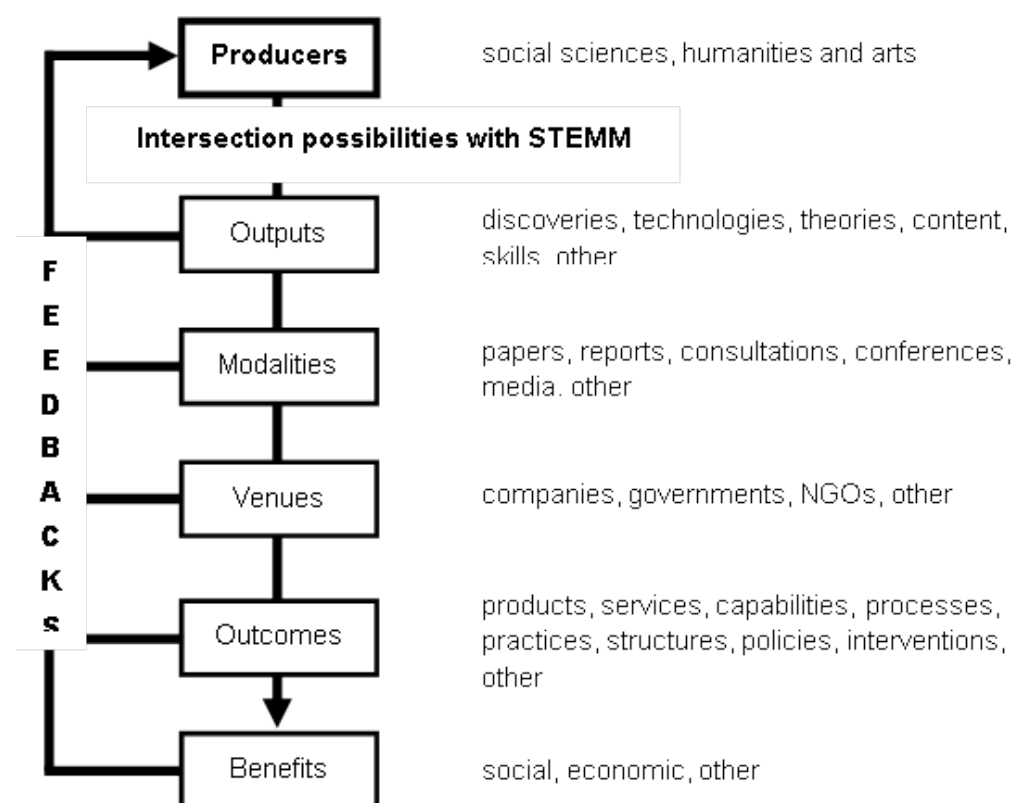 Producers
social sciences, humanities and arts
Intersection possibilities with STEMM
Outputs
discoveries, technologies, theories, content,
skills, other
Modalities
papers, reports, consultations, conferences,
media, other
Venues
companies, governments, NGOs, other
Outcomes
products, services, capabilities, processes,
practices, structures, policies, interventions,
other
Benefits
social, economic, other
F
E
E
D
B
A
C
K
S